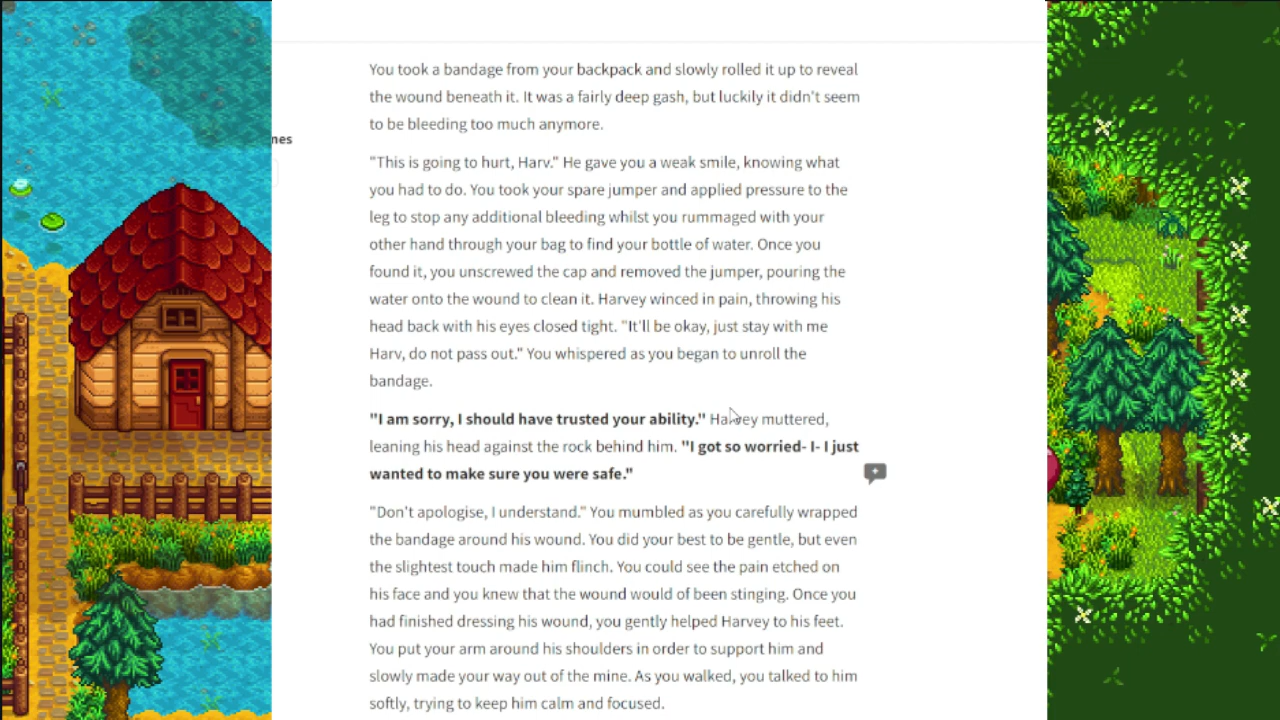 You took a bandage from your backpack and slowly rolled it up to reveal
the wound beneath it. It was a fairly deep gash, but luckily it didn't seem
to be bleeding too much anymore.
nes
"This is going to hurt, Harv." He gave you a weak smile, knowing what
you had to do. You took your spare jumper and applied pressure to the
leg to stop any additional bleeding whilst you rummaged with your
other hand through your bag to find your bottle of water. Once you
found it, you unscrewed the cap and removed the jumper, pouring the
water onto the wound to clean it. Harvey winced in pain, throwing his
head back with his eyes closed tight. "It'll be okay, just stay with me
Harv, do not pass out." You whispered as you began to unroll the
bandage.
"I am sorry, I should have trusted your ability." Harvey muttered,
leaning his head against the rock behind him. "I got so worried- I- I just
wanted to make sure you were safe."
"Don't apologise, I understand." You mumbled as you carefully wrapped
the bandage around his wound. You did your best to be gentle, but even
the slightest touch made him flinch. You could see the pain etched on
his face and you knew that the wound would of been stinging. Once you
had finished dressing his wound, you gently helped Harvey to his feet.
You put your arm around his shoulders in order to support him and
slowly made your way out of the mine. As you walked, you talked to him
softly, trying to keep him calm and focused.